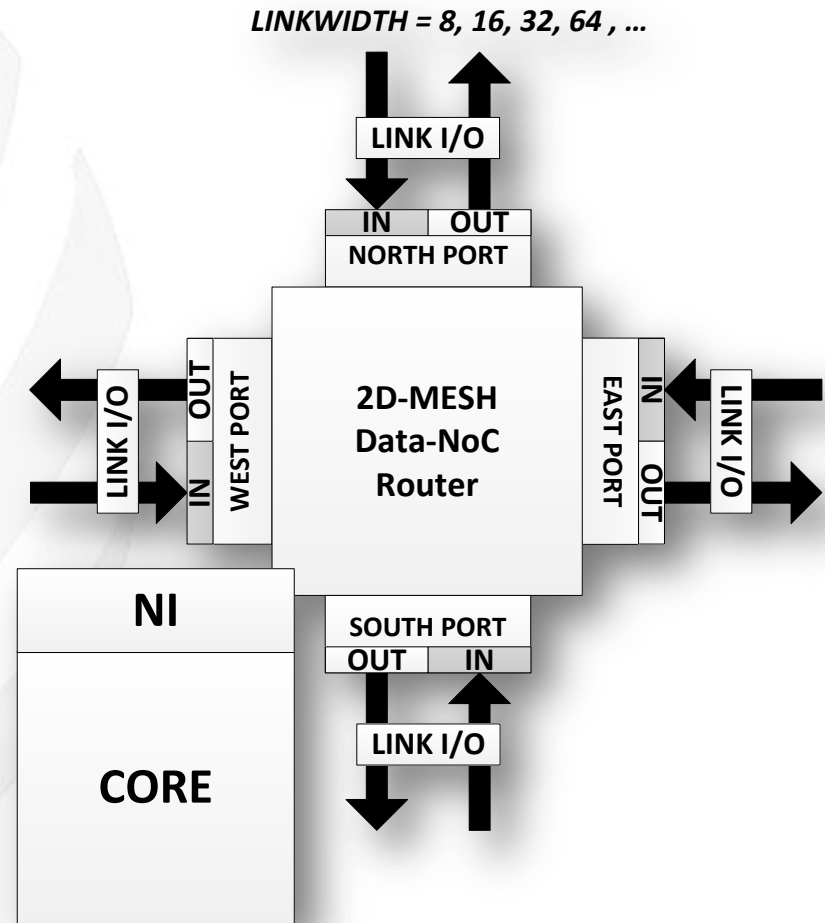 LINKWIDTH = 8, 16, 32, 64 , ...
LINK I/O
IN
OUT
NORTH PORT
OUT
IN
WEST PORT
LINK I/O
2D-MESH
Data-NoC
Router
EAST PORT
IN
OUT
LINK I/O
NI
SOUTH PORT
OUT
IN
LINK I/O
CORE